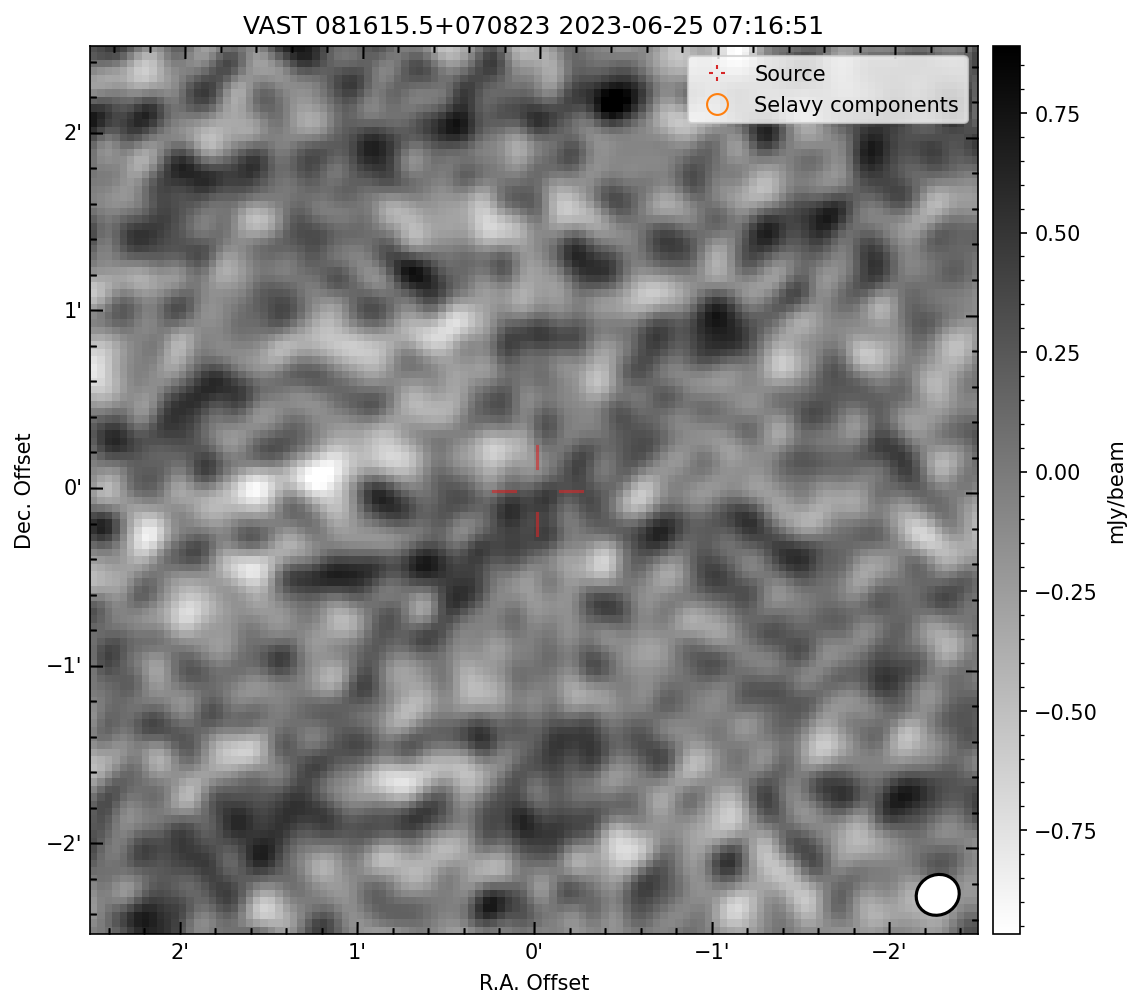 VAST 081615.5+070823 2023-06-25 07:16:51
Source
Selavy components
2'
1'
0'
−1'
−2'
Dec. Offset
2'
1'
0'
−1'
−2'
R.A. Offset
0.75
0.50
0.25
0.00
−0.25
−0.50
−0.75
mJy/beam